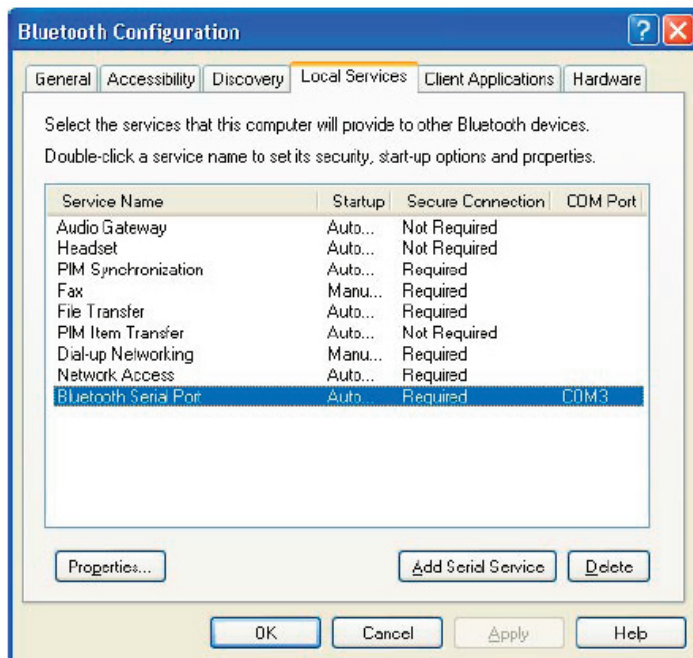 Bluetooth Configuration
General Accessibility Discovery Local Services Client Applications Hardware
Select the services that this computer will provide to other Bluetooth devices.
Double-click a service name to set its security, start-up options and properties.
Service Name Startup Secure Connection COM Port
Audio Gateway Auto... Not Required
Headset Auto... Not Required
PIM Synchronization Auto... Required
Fax Manu... Required
File Transfer Auto... Required
PIM Item Transfer Auto... Not Required
Dial-up Networking Manu... Required
Network Access Auto... Required
Bluetooth Serial Port Auto... Required COM3
Properties... Add Serial Service Delete
OK Cancel Apply Help